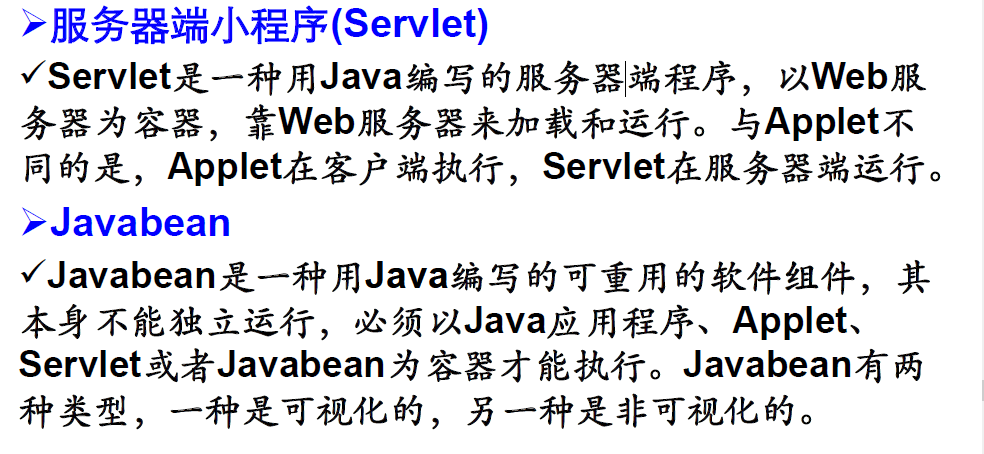 ➢服务器端小程序(Servlet)
✓Servlet是一种用Java编写的服务器端程序，以Web服
务器为容器，靠Web服务器来加载和运行。与Applet不
同的是，Applet在客户端执行，Servlet在服务器端运行。
➢Javabean
✓Javabean是一种用Java编写的可重用的软件组件，其
本身不能独立运行，必须以Java应用程序、Applet、
Servlet或者Javabean为容器才能执行。Javabean有两
种类型，一种是可视化的，另一种是非可视化的。